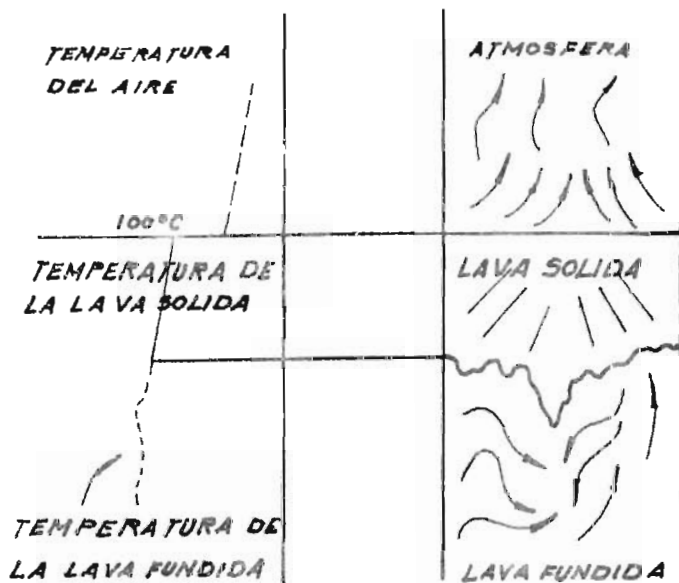 TEMPERATURA
DEL AIRE
ATMOSFERA
100°C
TEMPERATURA DE
LA LAVA SOLIDA
LAVA SOLIDA
TEMPERATURA DE
LA LAVA FUNDIDA
LAVA FUNDIDA